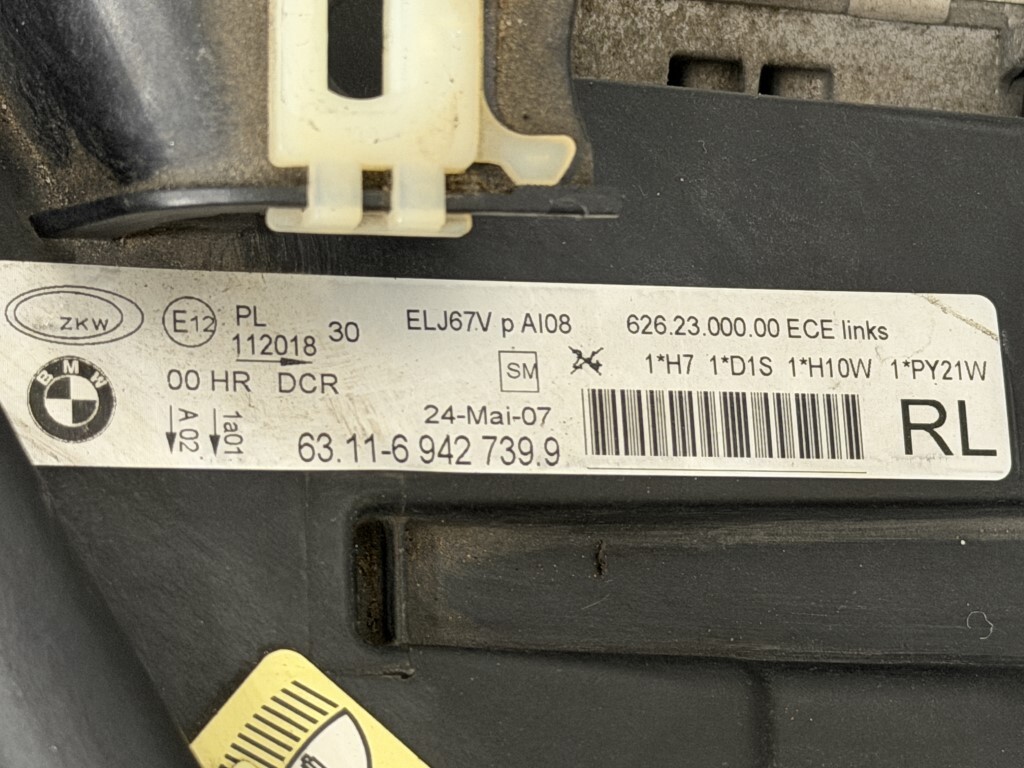 ZKW
E12
PL
112018
30
ELJ67.V p AI08
626.23.000.00 ECE links
00 HR DCR
SM
1*H7 1*D1S 1*H10W 1*PY21W
BMW
A.02
1a01
24-Mai-07
63.11-6 942 739.9
RL